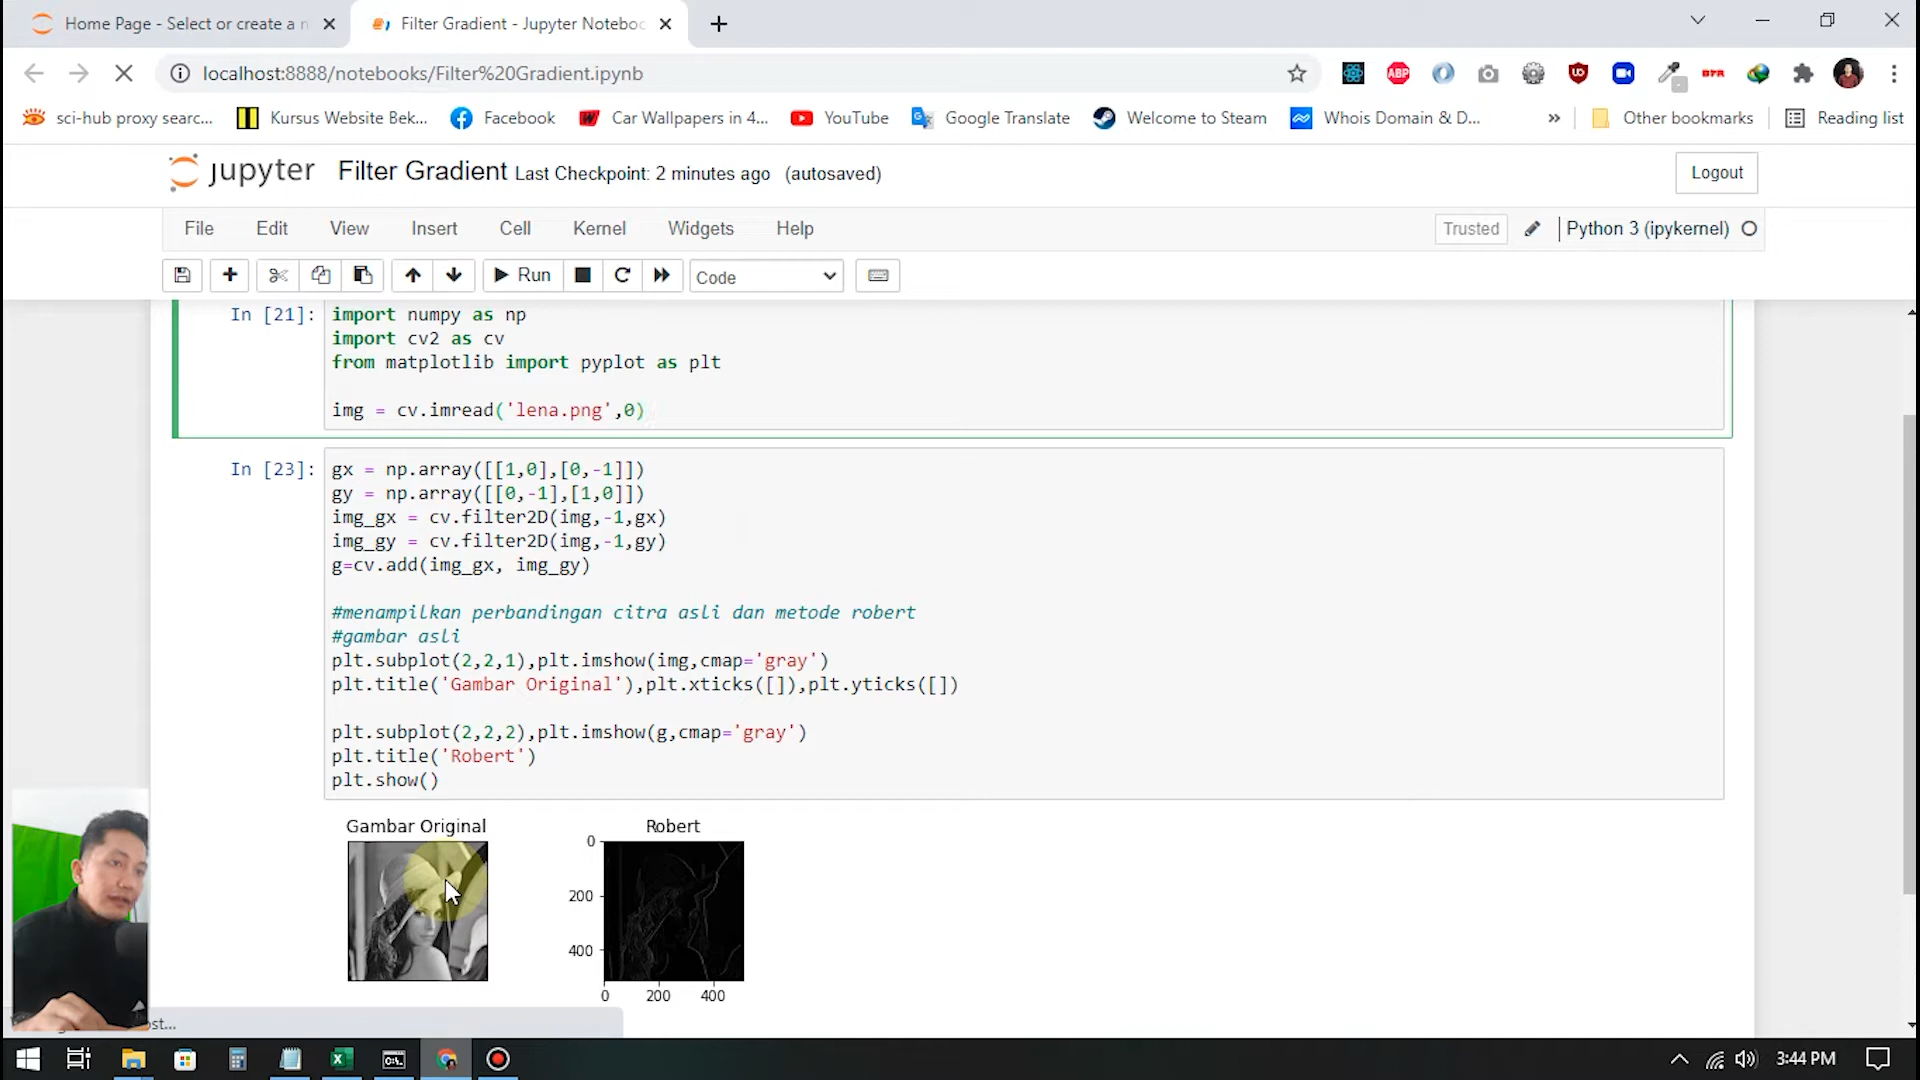 Home Page - Select or create a n
Filter Gradient - Jupyter Noteboo
localhost:8888/notebooks/Filter%20Gradient.ipynb
ABP
sci-hub proxy searc...
Kursus Website Bek...
Facebook
Car Wallpapers in 4...
YouTube
Google Translate
Welcome to Steam
Whois Domain & D...
»
Other bookmarks
Reading list
jupyter
Filter Gradient Last Checkpoint: 2 minutes ago (autosaved)
Logout
File Edit View Insert Cell Kernel Widgets Help
Trusted
Python 3 (ipykernel)
Run
Code
In [21]:
import numpy as np
import cv2 as cv
from matplotlib import pyplot as plt
img = cv.imread('lena.png',0)
In [23]:
gx = np.array([[1,0],[0,-1]])
gy = np.array([[0,-1],[1,0]])
img_gx = cv.filter2D(img,-1,gx)
img_gy = cv.filter2D(img,-1,gy)
g=cv.add(img_gx, img_gy)
#menampilkan perbandingan citra asli dan metode robert
#gambar asli
plt.subplot(2,2,1),plt.imshow(img,cmap='gray')
plt.title('Gambar Original'),plt.xticks([]),plt.yticks([])
plt.subplot(2,2,2),plt.imshow(g,cmap='gray')
plt.title('Robert')
plt.show()
Gambar Original
Robert
0
200
400
0 200 400
ost...
3:44 PM